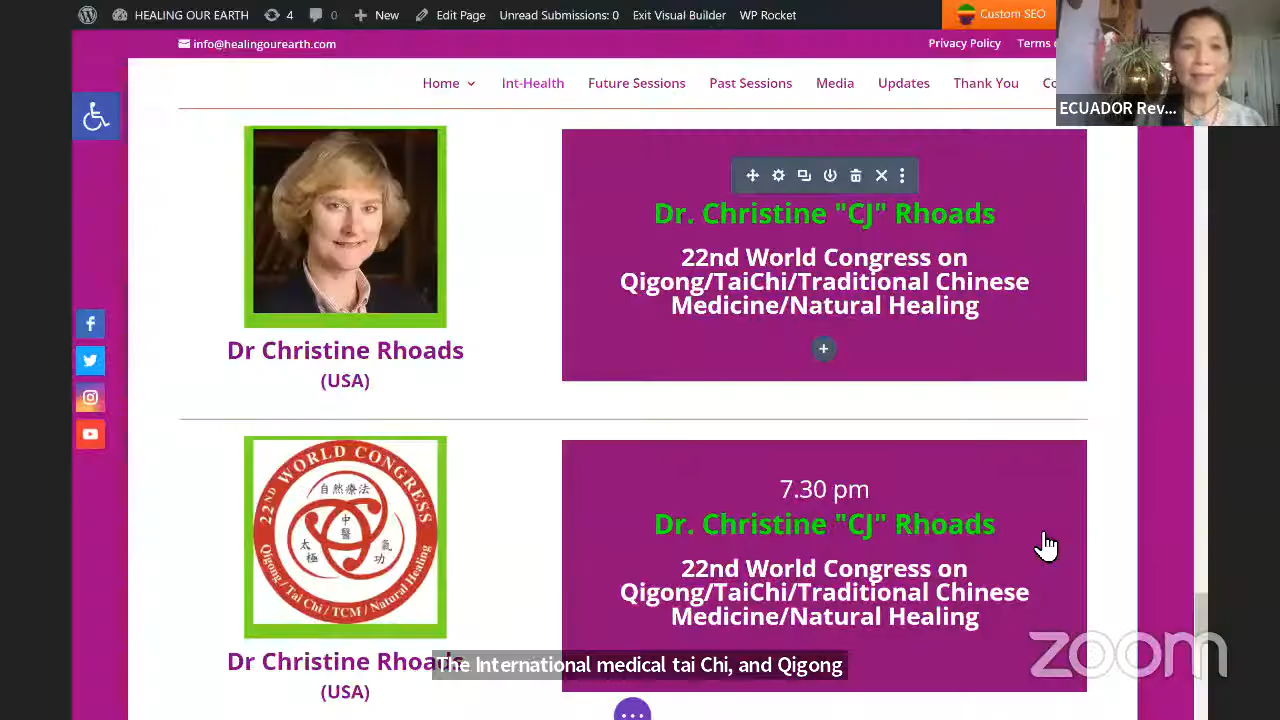 HEALING OUR EARTH
4
0
New
Edit Page
Unread Submissions: 0
Exit Visual Builder
WP Rocket
Custom SEO
info@healingourearth.com
Privacy Policy
Terms
Home
Int-Health
Future Sessions
Past Sessions
Media
Updates
Thank You
Co
ECUADOR Rev...
Dr. Christine "CJ" Rhoads
22nd World Congress on
Qigong/TaiChi/Traditional Chinese
Medicine/Natural Healing
Dr Christine Rhoads
(USA)
22ND WORLD CONGRESS
自然療法
中醫
太極
氣功
Qigong / Tai Chi / TCM / Natural Healing
7.30 pm
Dr. Christine "CJ" Rhoads
22nd World Congress on
Qigong/TaiChi/Traditional Chinese
Medicine/Natural Healing
Dr Christine Rhoads
(USA)
The International medical tai Chi, and Qigong
zoom